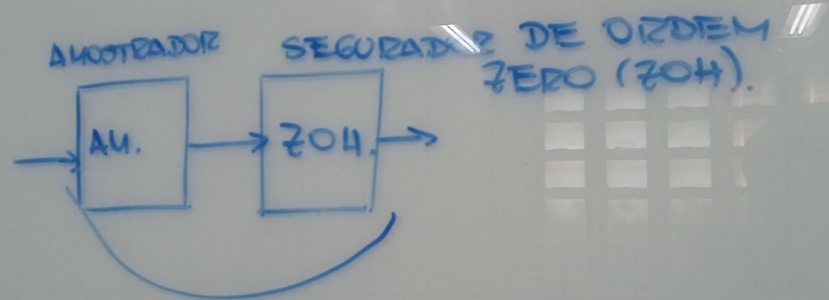 AMOSTRADOR
SEGURADOR DE ORDEM
ZERO (ZOH).
AM.
ZOH.